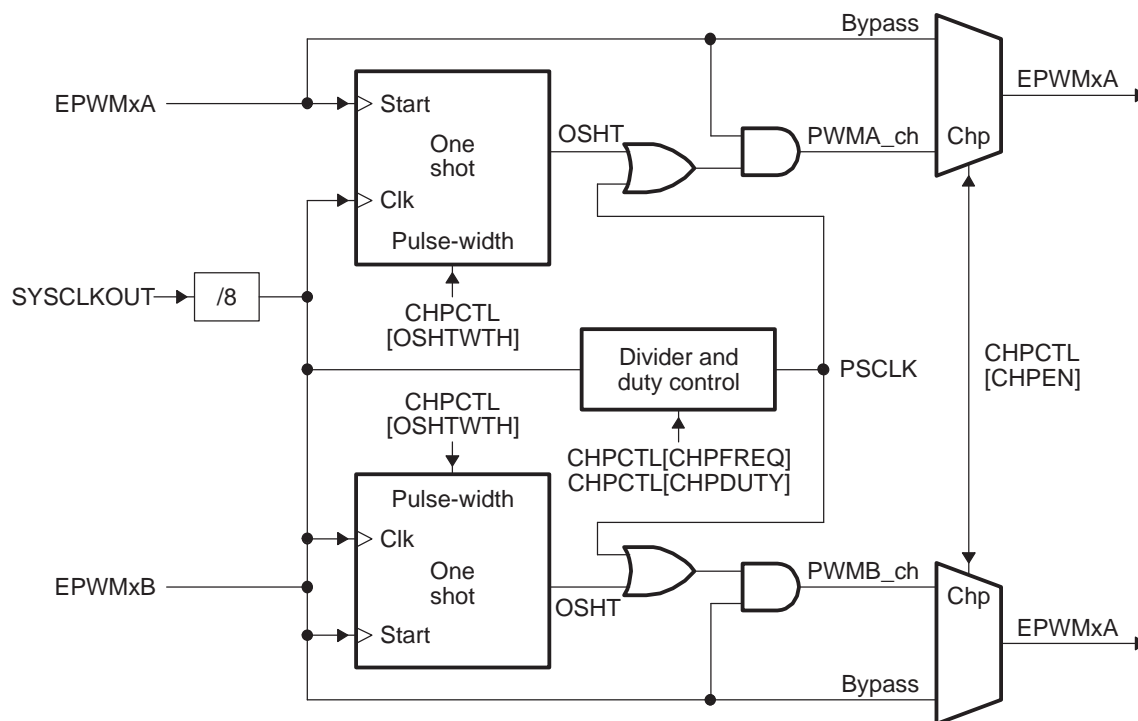 Bypass
EPWMxA
EPWMxA
Start
OSHT
PWMA_ch
Chp
One
shot
Clk
Pulse-width
SYSCLKOUT
/8
CHPCTL
[OSHTWTH]
Divider and
duty control
PSCLK
CHPCTL
[CHPEN]
CHPCTL
[OSHTWTH]
CHPCTL[CHPFREQ]
CHPCTL[CHPDUTY]
Pulse-width
Clk
EPWMxB
One
shot
OSHT
PWMB_ch
Chp
Start
EPWMxA
Bypass